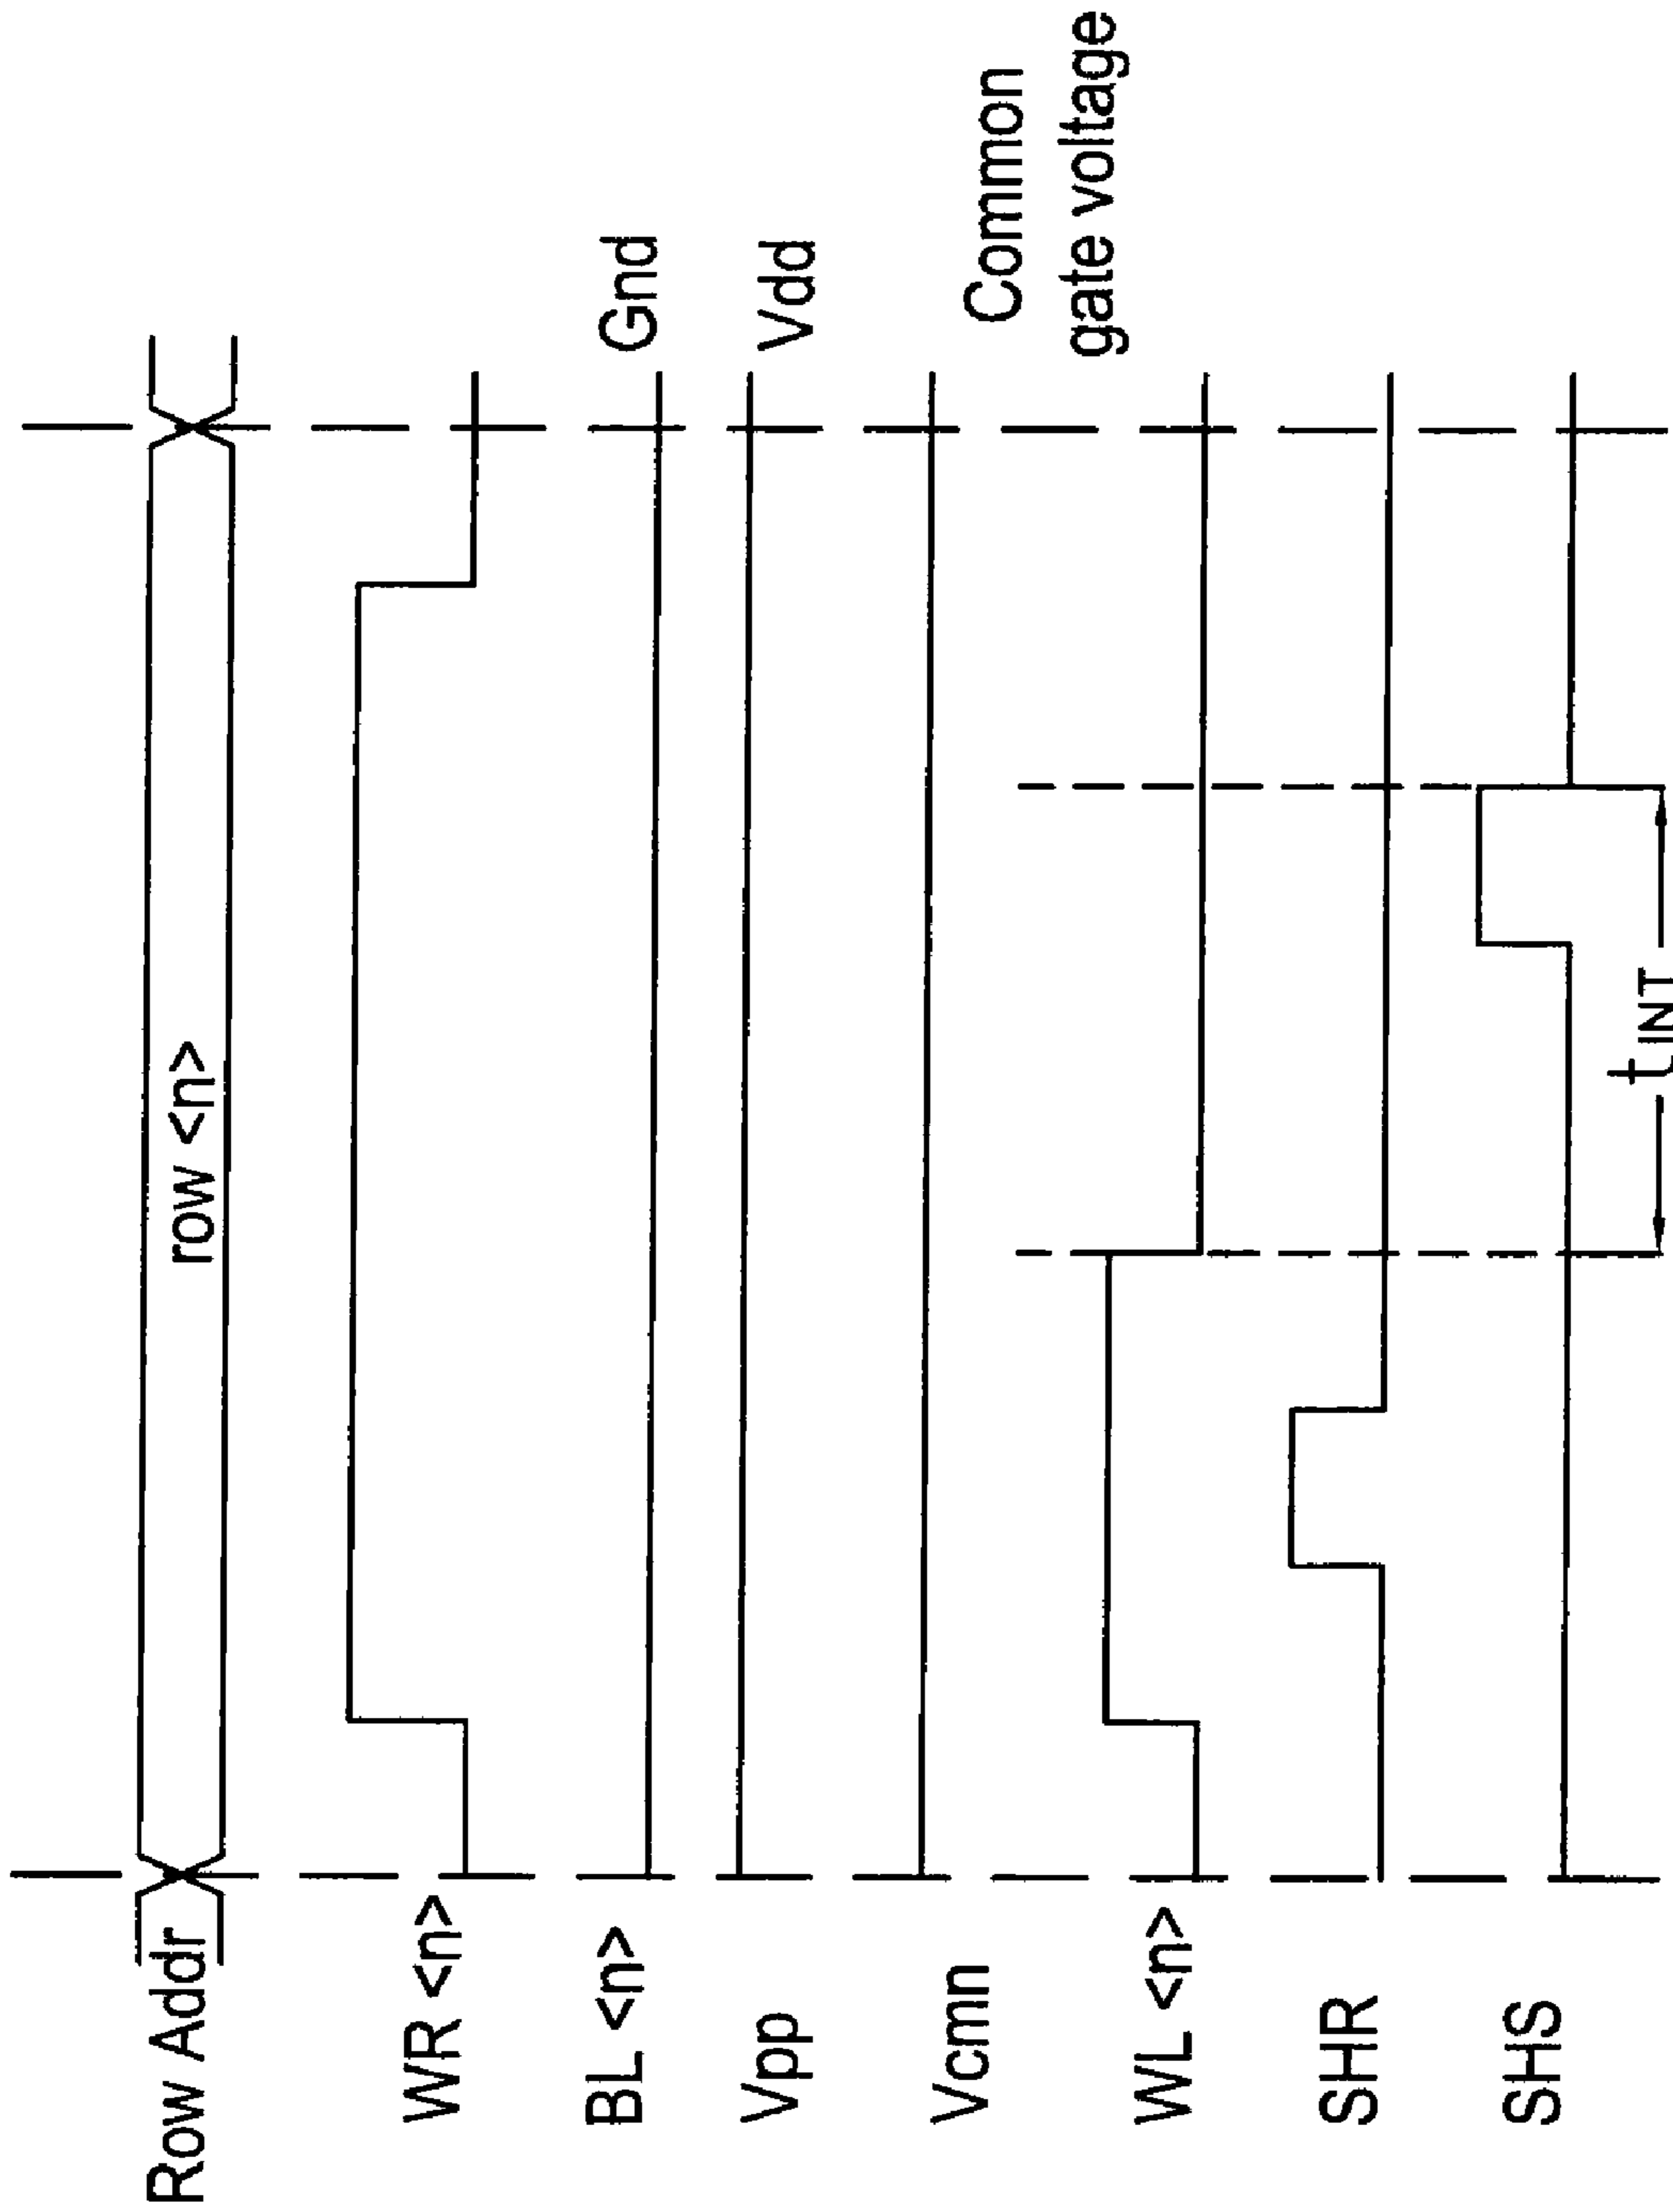 Row Addr
row <n>
WR <n>
BL <n>
Gnd
Vpp
Vdd
Vcmn
Common
gate voltage
WL <n>
SHR
SHS
tINT